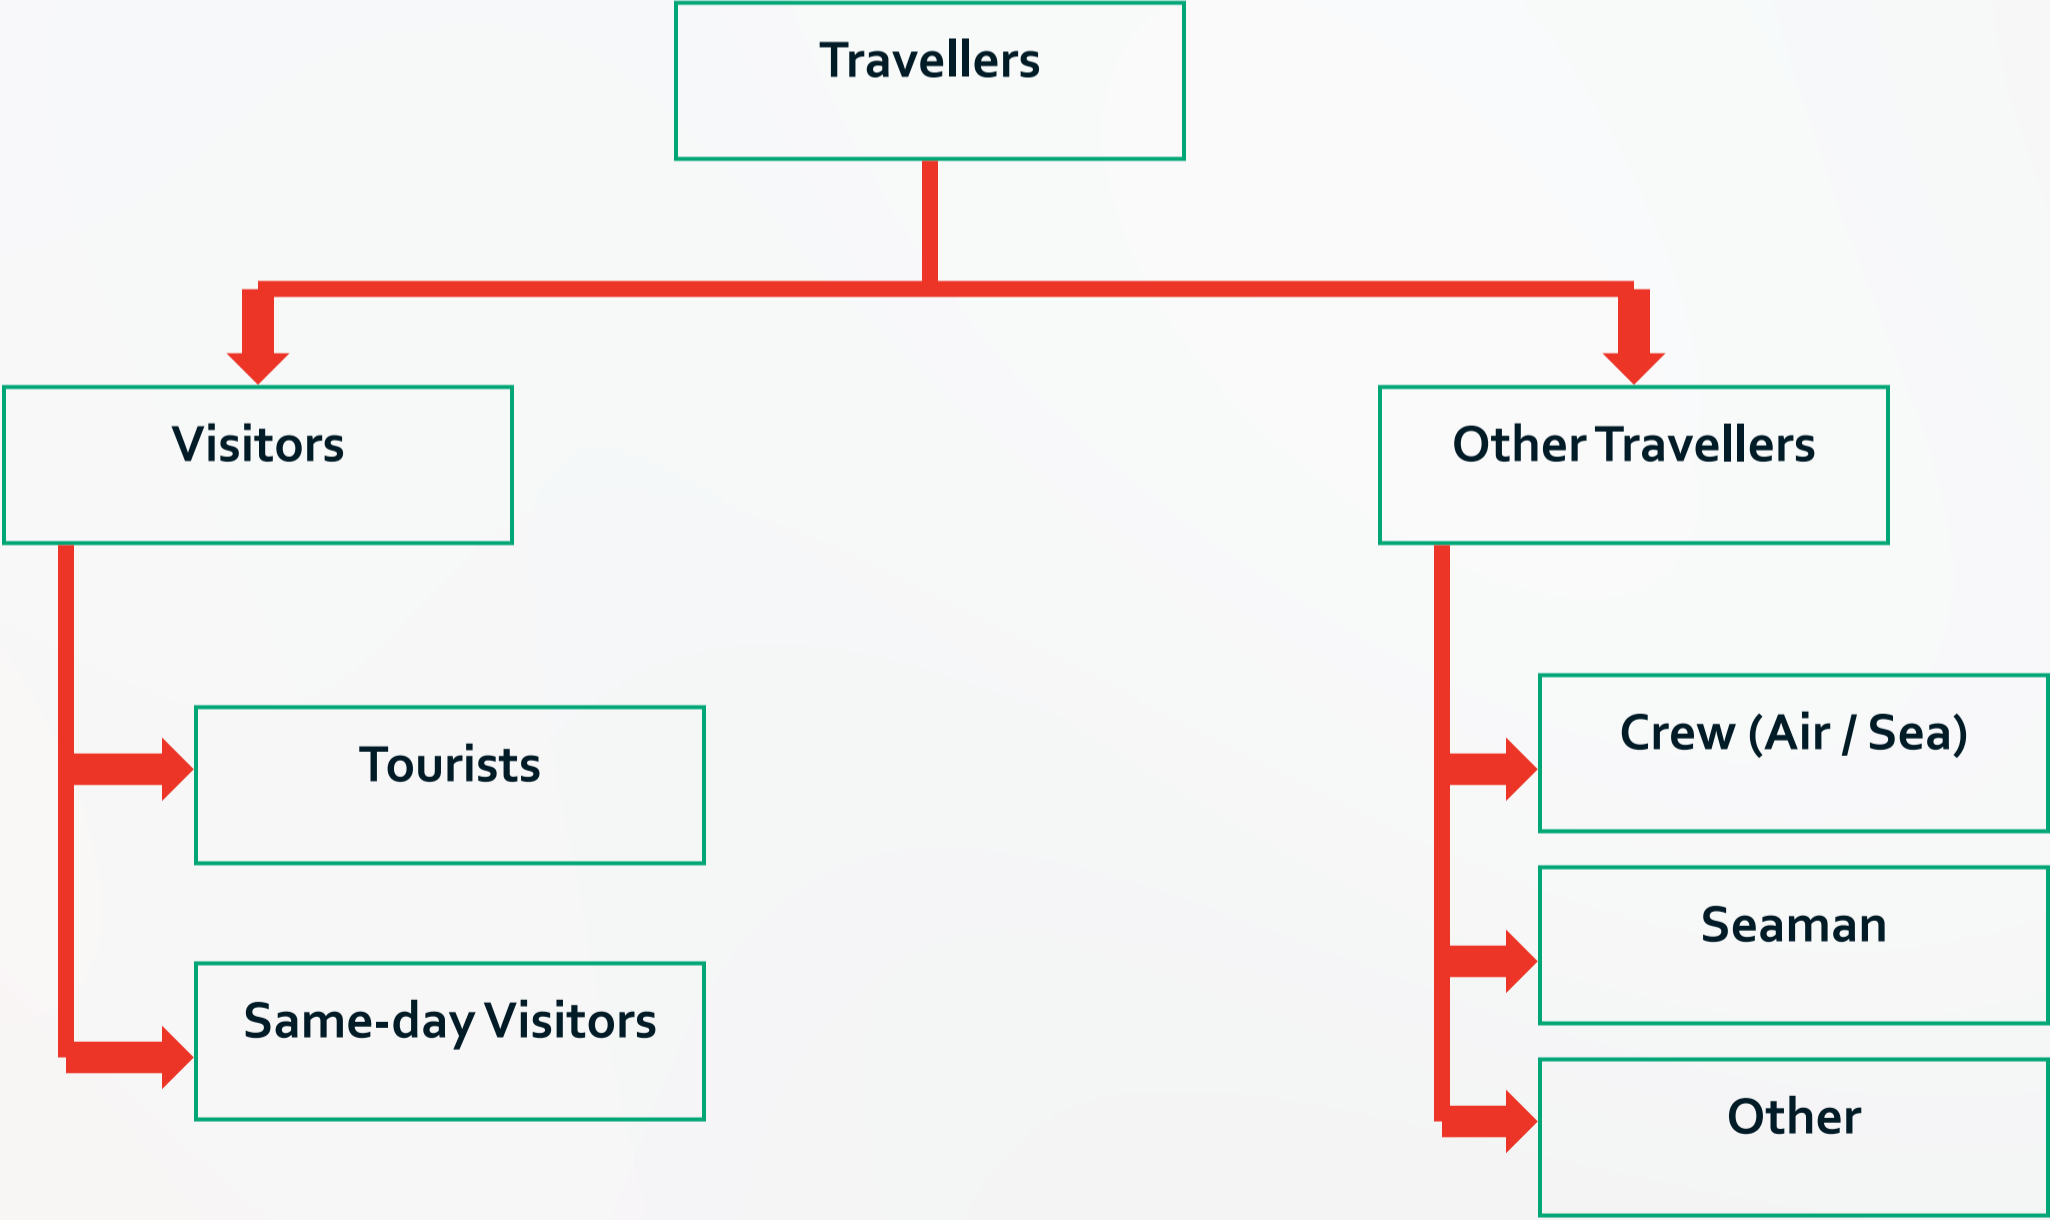 Travellers
Visitors
Other Travellers
Tourists
Same-day Visitors
Crew (Air / Sea)
Seaman
Other